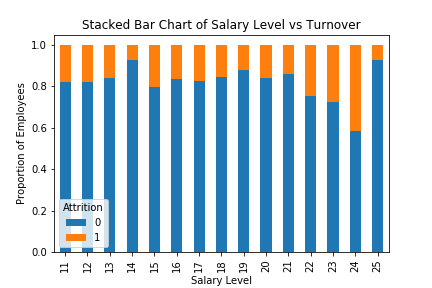 Stacked Bar Chart of Salary Level vs Turnover
Proportion of Employees
1.0
0.8
0.6
0.4
0.2
0.0
Attrition
0
1
11 12 13 14 15 16 17 18 19 20 21 22 23 24 25
Salary Level